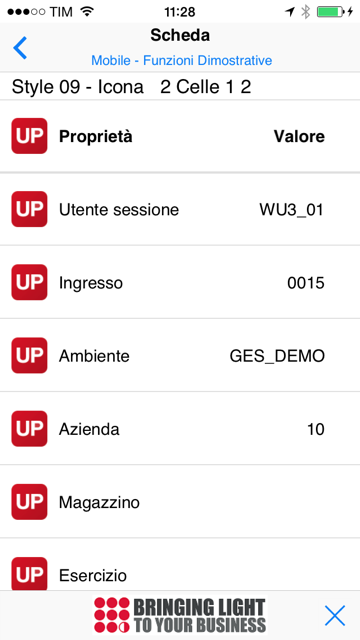 TIM 11:28
Scheda
Mobile - Funzioni Dimostrative
Style 09 - Icona 2 Celle 1 2
UP Proprietà Valore
UP Utente sessione WU3_01
UP Ingresso 0015
UP Ambiente GES_DEMO
UP Azienda 10
UP Magazzino
UP Esercizio
BRINGING LIGHT
TO YOUR BUSINESS